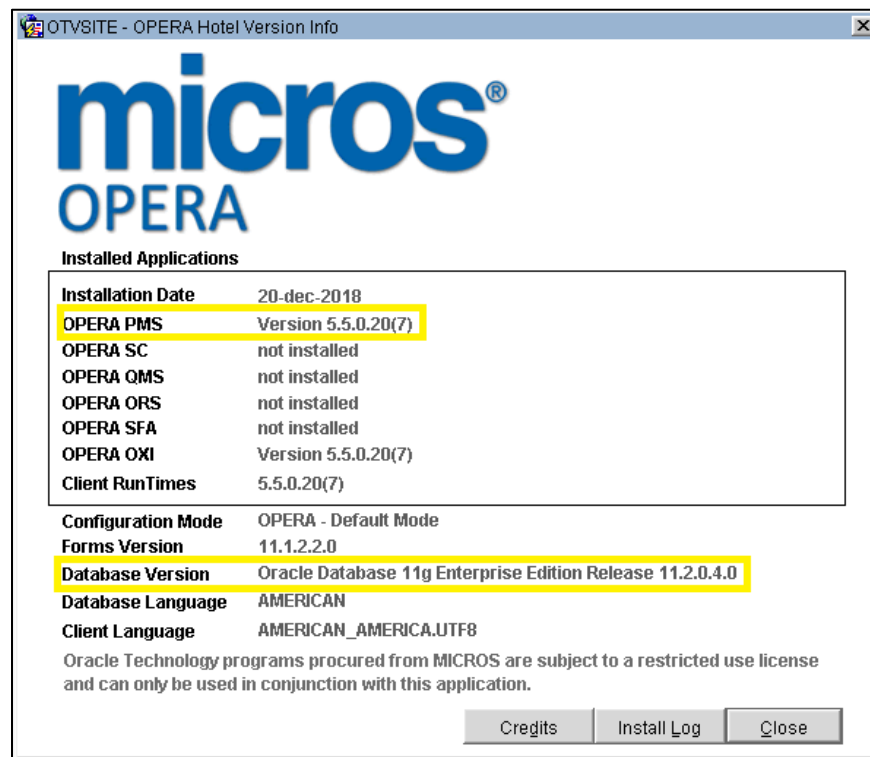 OTVSITE - OPERA Hotel Version Info
micros®
OPERA
Installed Applications
Installation Date 20-dec-2018
OPERA PMS Version 5.5.0.20(7)
OPERA SC not installed
OPERA QMS not installed
OPERA ORS not installed
OPERA SFA not installed
OPERA OXI Version 5.5.0.20(7)
Client RunTimes 5.5.0.20(7)
Configuration Mode OPERA - Default Mode
Forms Version 11.1.2.2.0
Database Version Oracle Database 11g Enterprise Edition Release 11.2.0.4.0
Database Language AMERICAN
Client Language AMERICAN_AMERICA.UTF8
Oracle Technology programs procured from MICROS are subject to a restricted use license
and can only be used in conjunction with this application.
Credits Install Log Close